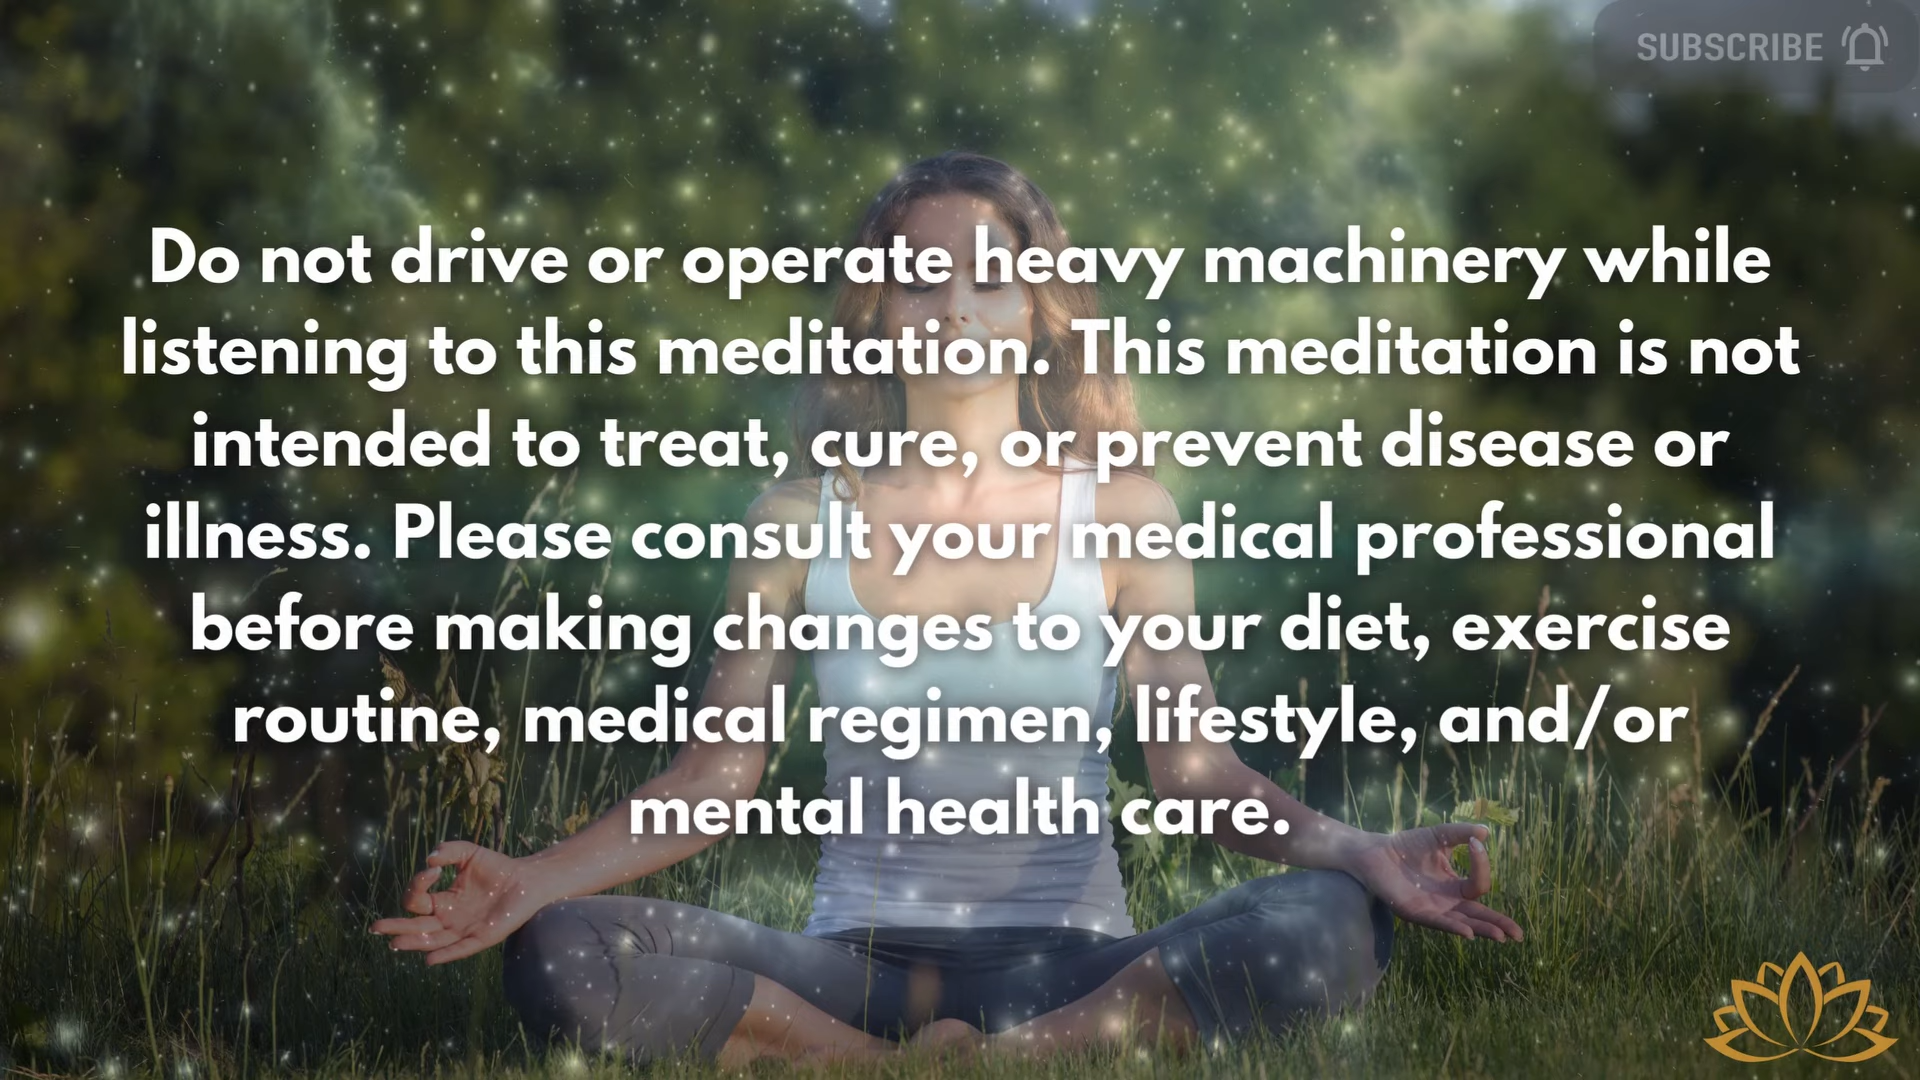 SUBSCRIBE
Do not drive or operate heavy machinery while
listening to this meditation. This meditation is not
intended to treat, cure, or prevent disease or
illness. Please consult your medical professional
before making changes to your diet, exercise
routine, medical regimen, lifestyle, and/or
mental health care.